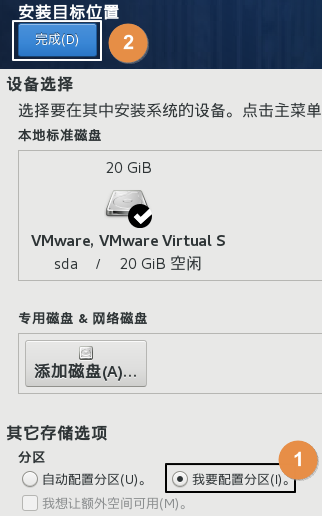 安装目标位置
完成(D)
2
设备选择
选择要在其中安装系统的设备。点击主菜单
本地标准磁盘
20 GiB
VMware, VMware Virtual S
sda / 20 GiB 空闲
专用磁盘 & 网络磁盘
添加磁盘(A)...
其它存储选项
1
分区
自动配置分区(U)。 我要配置分区(I)。
我想让额外空间可用(M)。